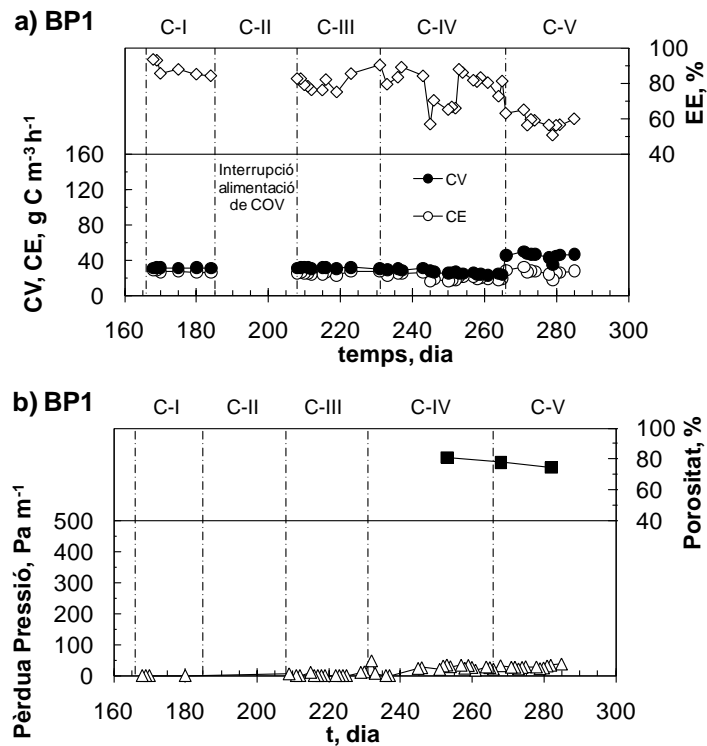 a) BP1
C-I C-II C-III C-IV C-V
100
80
60
40
EE, %
160
120
80
40
0
CV, CE, g C m⁻³ h⁻¹
Interrupció
alimentació
de COV
CV
CE
160 180 200 220 240 260 280 300
temps, dia
b) BP1
C-I C-II C-III C-IV C-V
100
80
60
40
Porositat, %
500
400
300
200
100
0
Pèrdua Pressió, Pa m⁻¹
160 180 200 220 240 260 280 300
t, dia